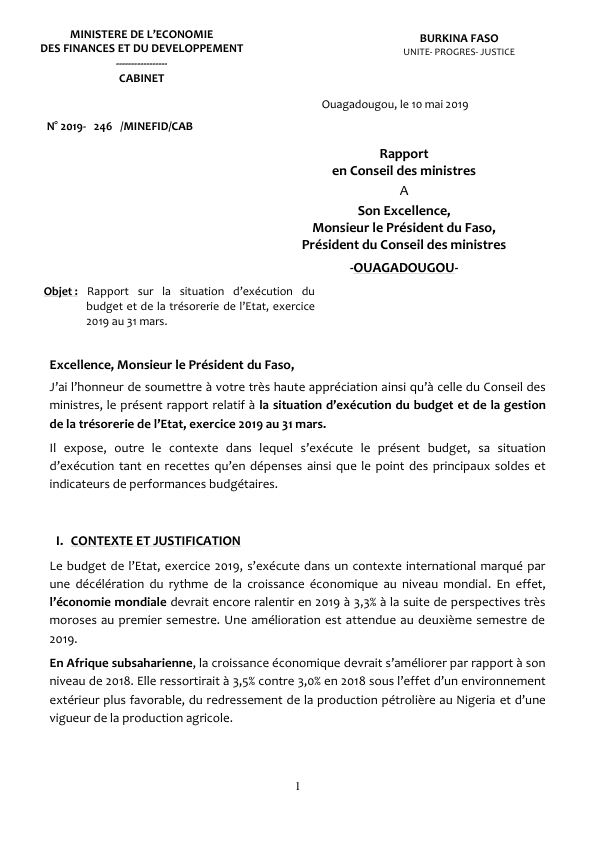 MINISTERE DE L’ECONOMIE
DES FINANCES ET DU DEVELOPPEMENT
-----------------
CABINET
BURKINA FASO
UNITE- PROGRES- JUSTICE
Ouagadougou, le 10 mai 2019
N° 2019- 246 /MINEFID/CAB
Rapport
en Conseil des ministres
A
Son Excellence,
Monsieur le Président du Faso,
Président du Conseil des ministres
-OUAGADOUGOU-
Objet : Rapport sur la situation d’exécution du
budget et de la trésorerie de l’Etat, exercice
2019 au 31 mars.
Excellence, Monsieur le Président du Faso,
J’ai l’honneur de soumettre à votre très haute appréciation ainsi qu’à celle du Conseil des
ministres, le présent rapport relatif à la situation d’exécution du budget et de la gestion
de la trésorerie de l’Etat, exercice 2019 au 31 mars.
Il expose, outre le contexte dans lequel s’exécute le présent budget, sa situation
d’exécution tant en recettes qu’en dépenses ainsi que le point des principaux soldes et
indicateurs de performances budgétaires.
I. CONTEXTE ET JUSTIFICATION
Le budget de l’Etat, exercice 2019, s’exécute dans un contexte international marqué par
une décélération du rythme de la croissance économique au niveau mondial. En effet,
l’économie mondiale devrait encore ralentir en 2019 à 3,3% à la suite de perspectives très
moroses au premier semestre. Une amélioration est attendue au deuxième semestre de
2019.
En Afrique subsaharienne, la croissance économique devrait s’améliorer par rapport à son
niveau de 2018. Elle ressortirait à 3,5% contre 3,0% en 2018 sous l’effet d’un environnement
extérieur plus favorable, du redressement de la production pétrolière au Nigeria et d’une
vigueur de la production agricole.
1